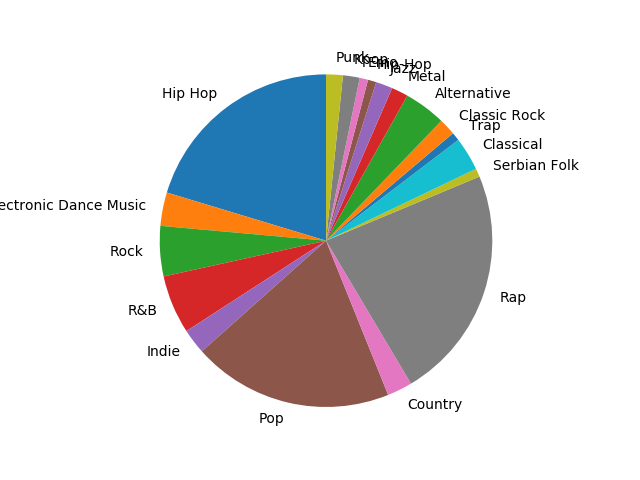 Punk
Hip-Hop
Jazz
Metal
Hip Hop
Alternative
Classic Rock
Trap
Classical
Serbian Folk
ectronic Dance Music
Rock
Rap
R&B
Indie
Country
Pop